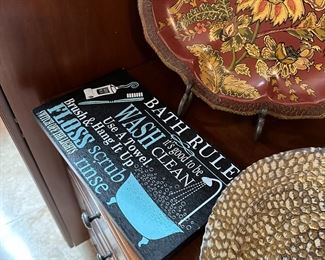 BATH RULES
WASH it's good to be CLEAN
Use A Towel
& Hang It Up
Brush
FLOSS scrub
rinse